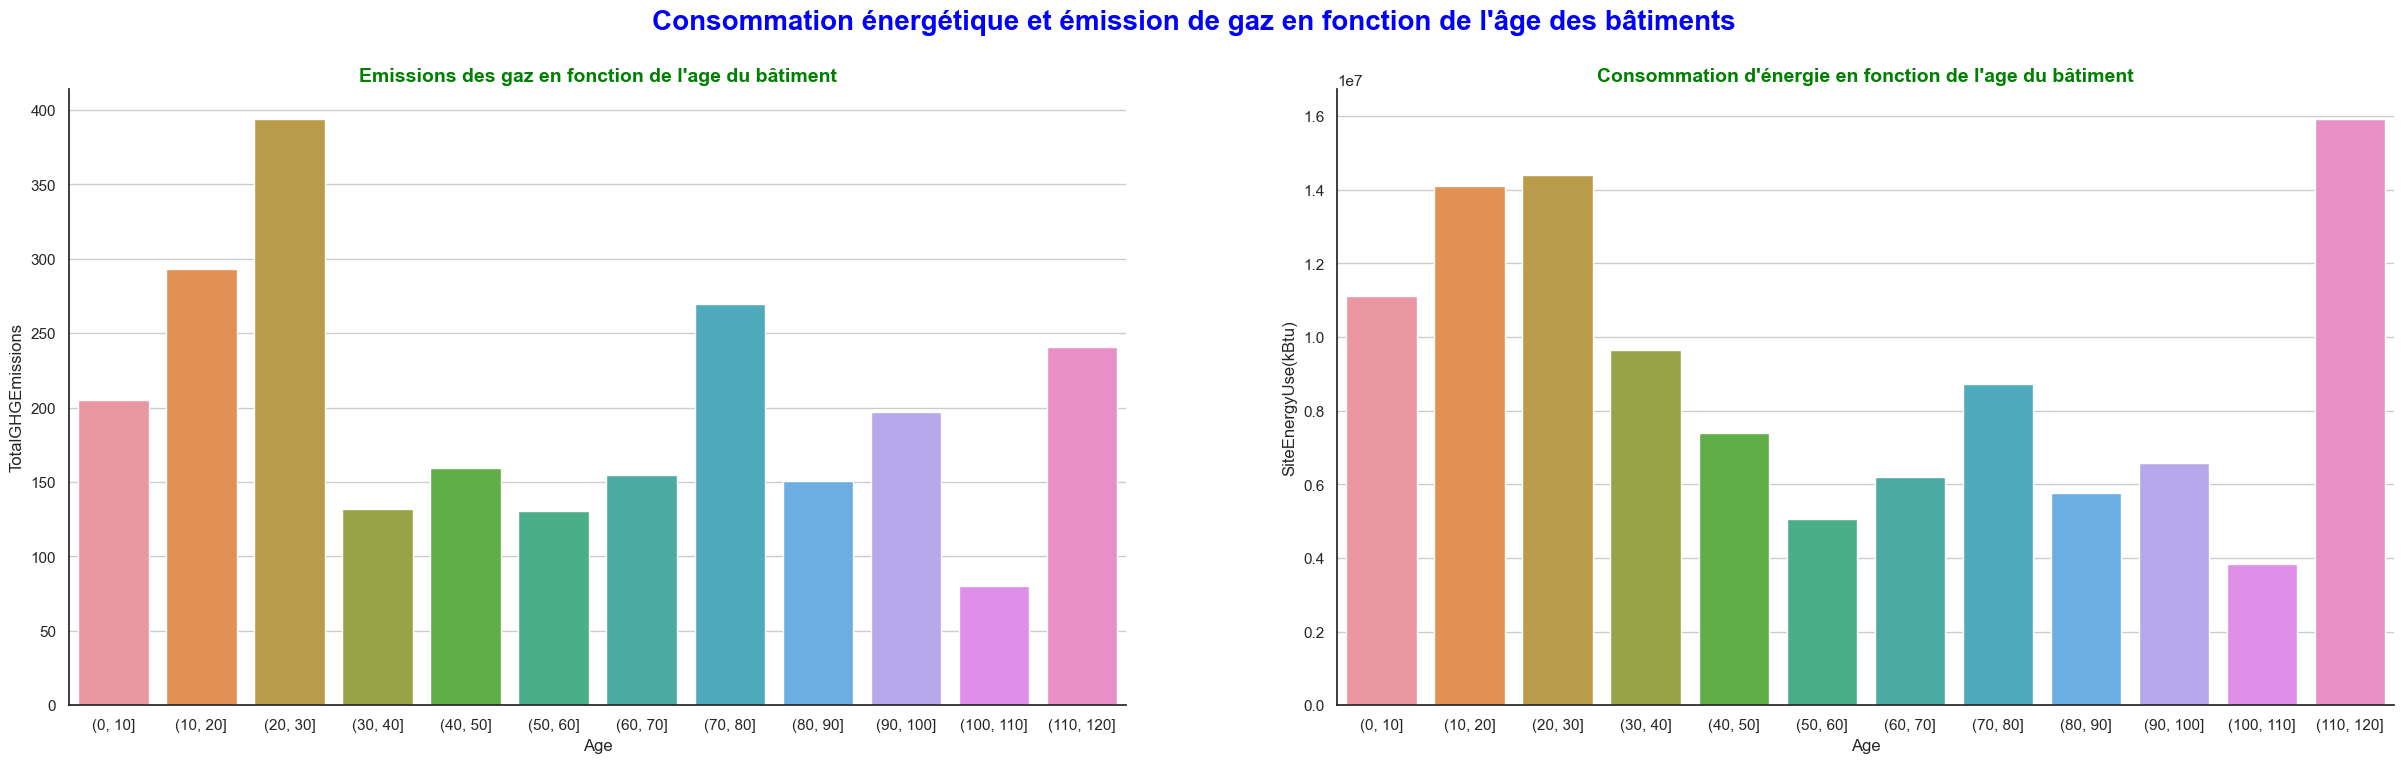 Consommation énergétique et émission de gaz en fonction de l'âge des bâtiments
Emissions des gaz en fonction de l'age du bâtiment
400
350
300
250
200
150
100
50
0
TotalGHGEmissions
(0, 10] (10, 20] (20, 30] (30, 40] (40, 50] (50, 60] (60, 70] (70, 80] (80, 90] (90, 100] (100, 110] (110, 120]
Age
Consommation d'énergie en fonction de l'age du bâtiment
1e7
1.6
1.4
1.2
1.0
0.8
0.6
0.4
0.2
0.0
SiteEnergyUse(kBtu)
(0, 10] (10, 20] (20, 30] (30, 40] (40, 50] (50, 60] (60, 70] (70, 80] (80, 90] (90, 100] (100, 110] (110, 120]
Age